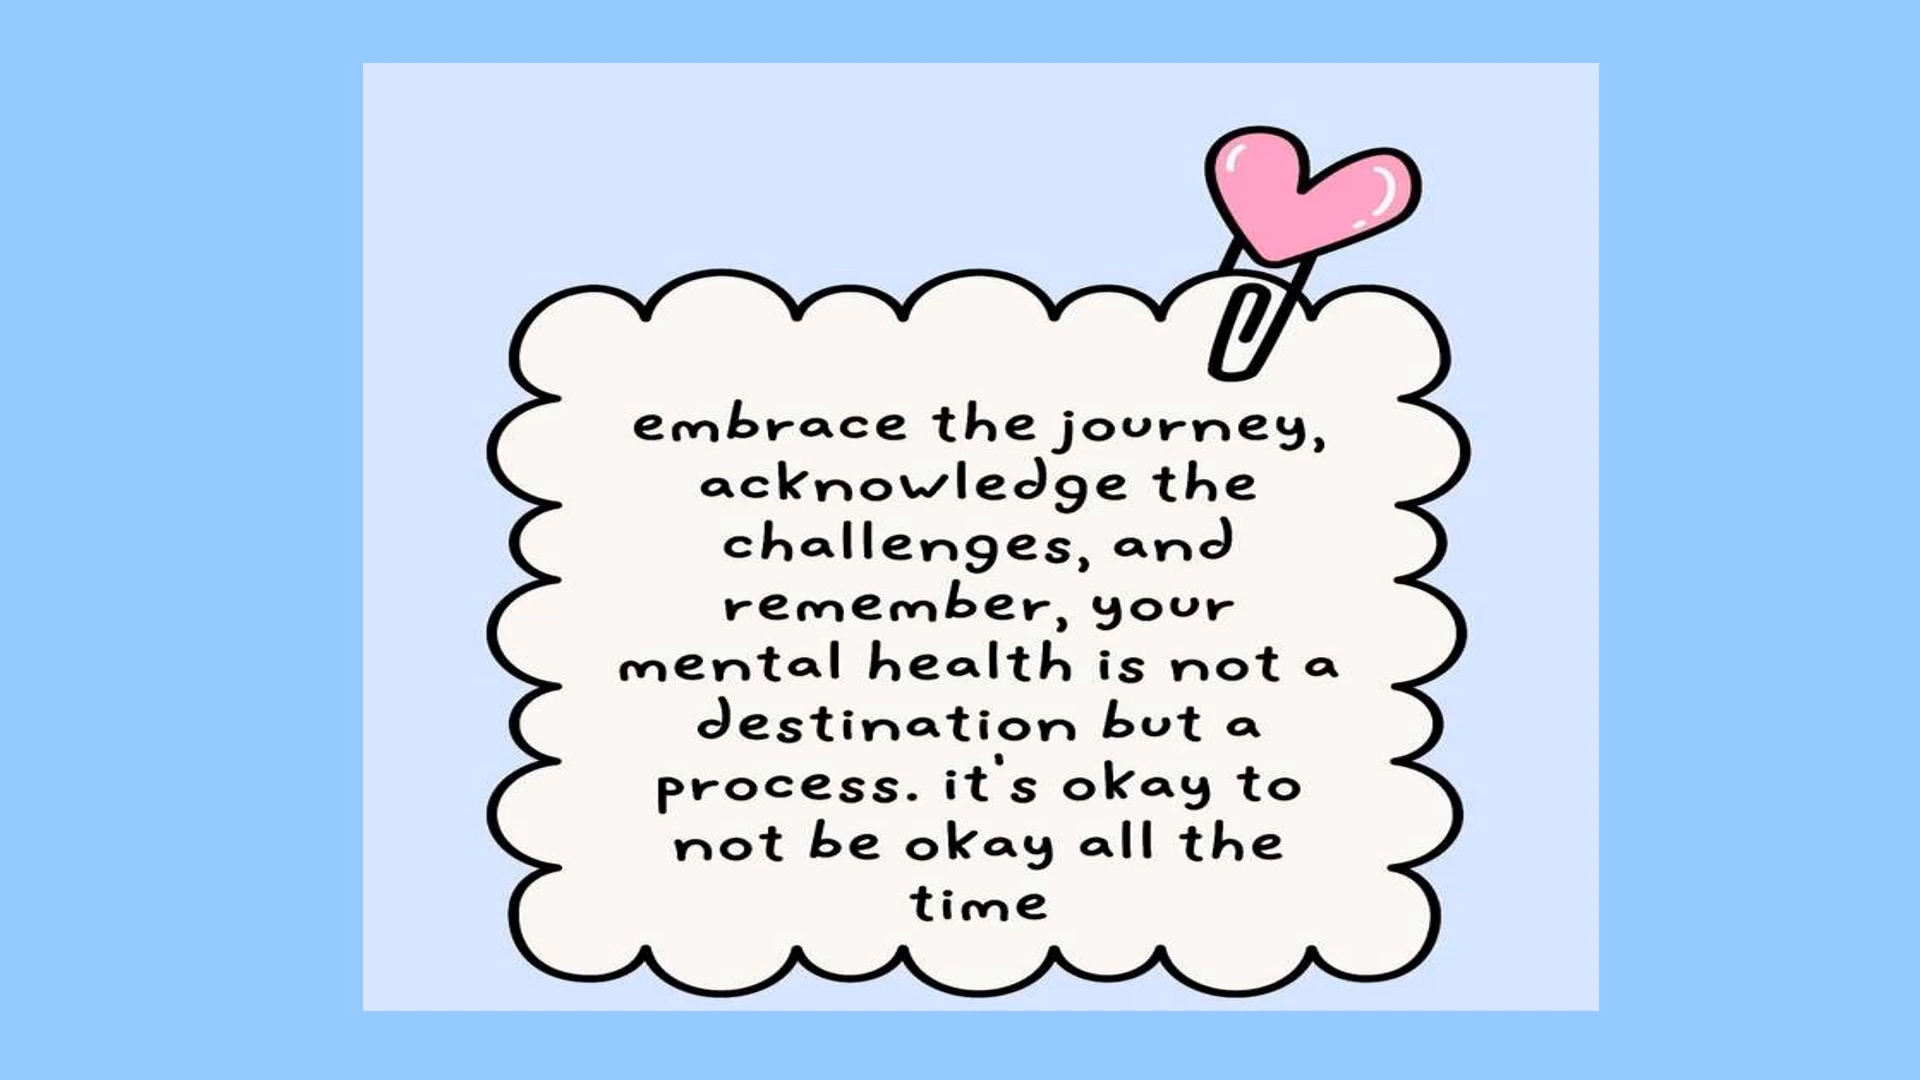 embrace the journey,
acknowledge the
challenges, and
remember, your
mental health is not a
destination but a
process. it's okay to
not be okay all the
time